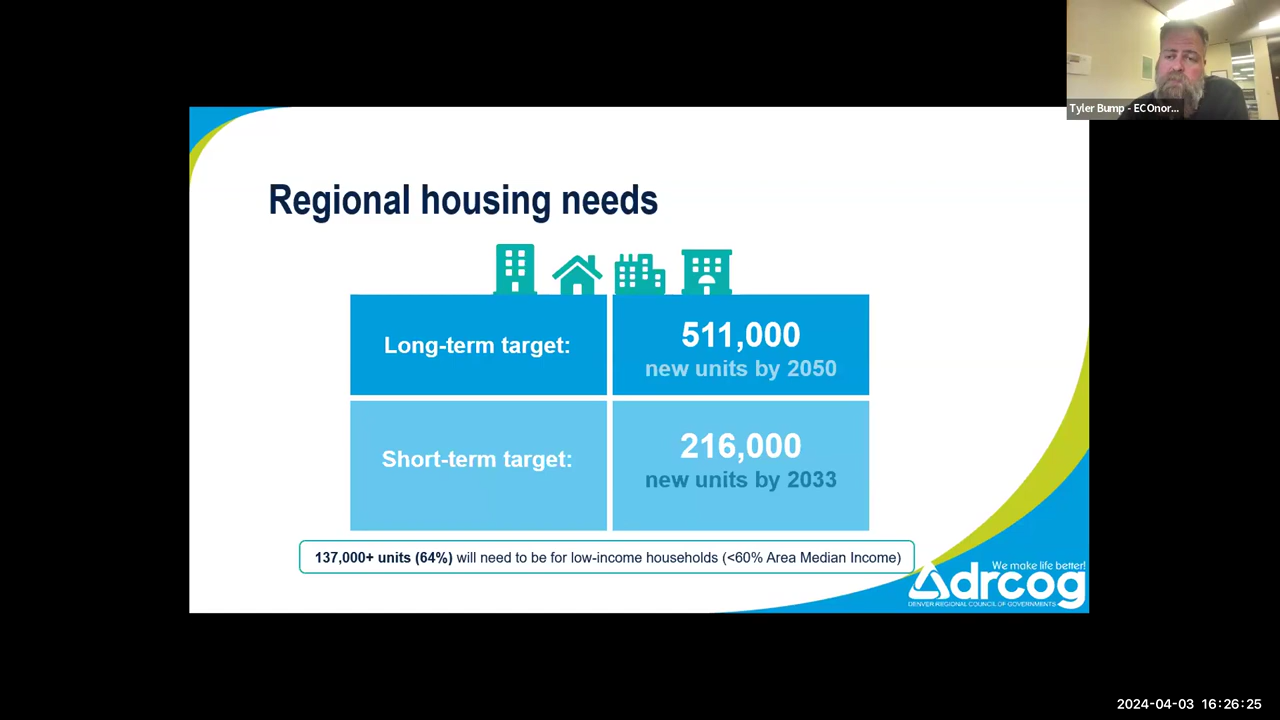 Tyler Bump - ECOnor...
Regional housing needs
Long-term target:
511,000
new units by 2050
Short-term target:
216,000
new units by 2033
137,000+ units (64%) will need to be for low-income households (<60% Area Median Income)
We make life better!
drcog
DENVER REGIONAL COUNCIL OF GOVERNMENTS
2024-04-03 16:26:25